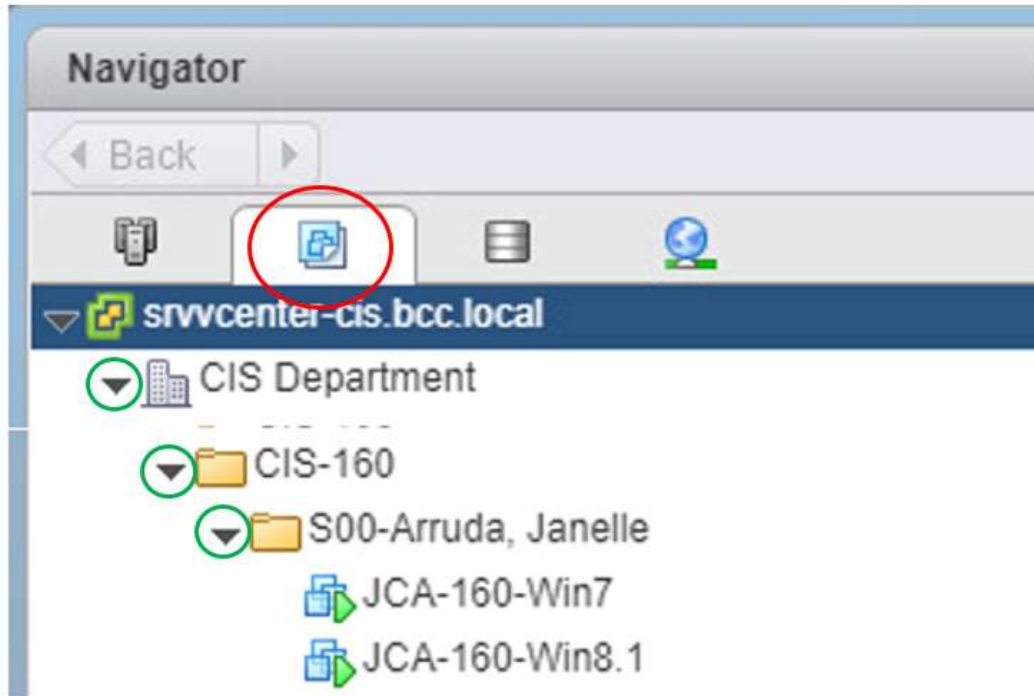 Navigator
Back
srvvcenter-cis.bcc.local
CIS Department
CIS-160
S00-Arruda, Janelle
JCA-160-Win7
JCA-160-Win8.1